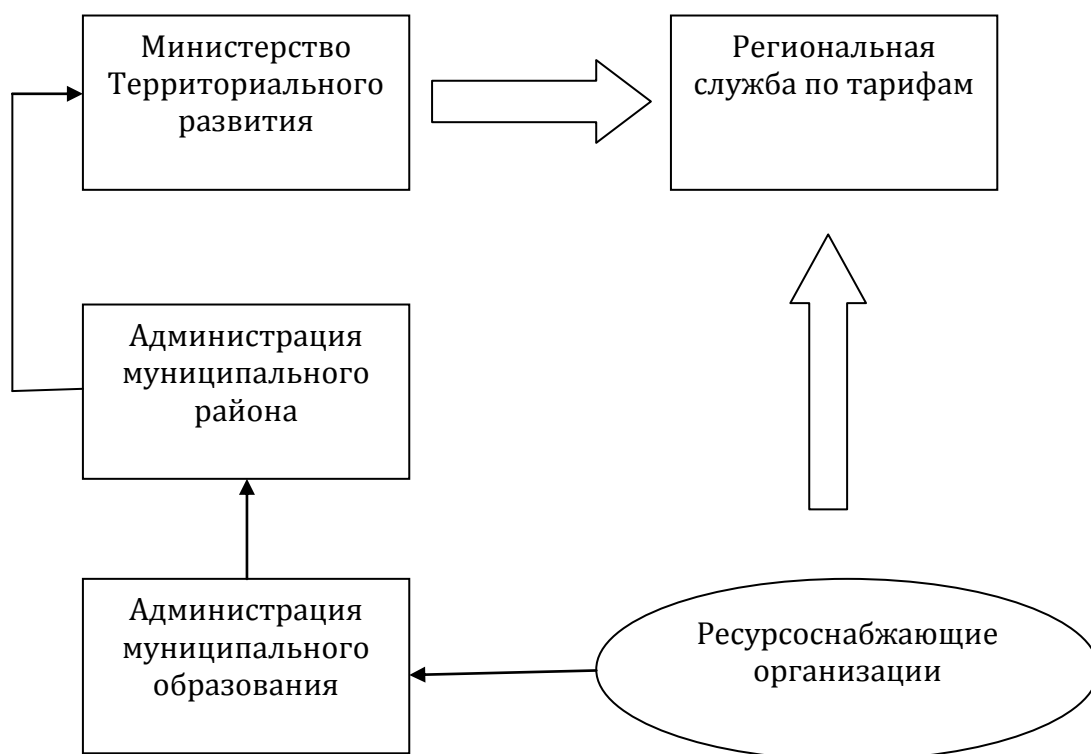 Министерство
Территориального
развития
Региональная
служба по тарифам
Администрация
муниципального
района
Администрация
муниципального
образования
Ресурсоснабжающие
организации